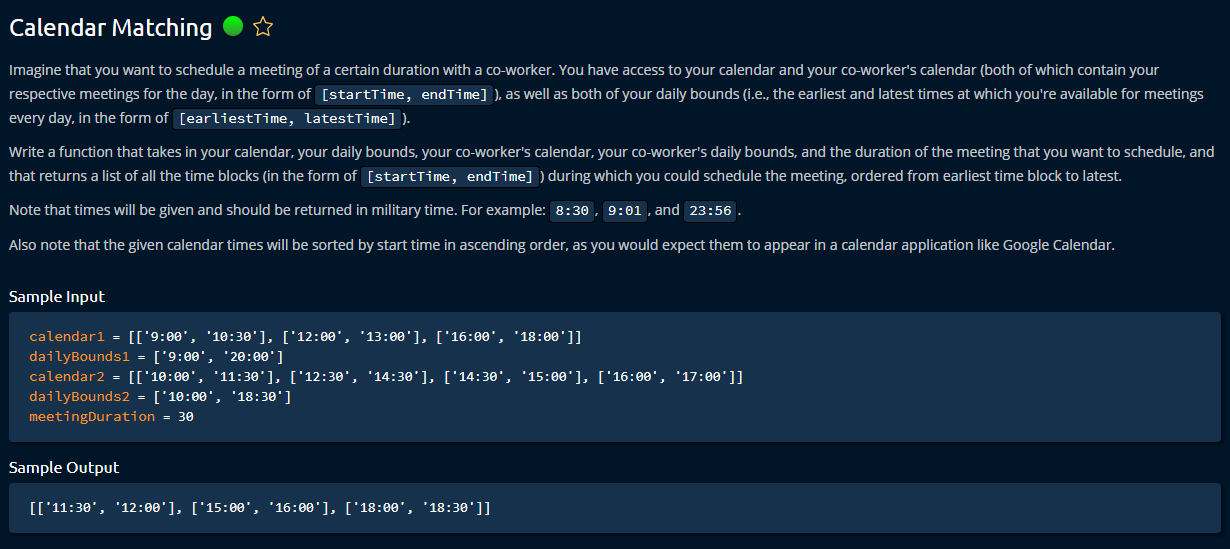 Calendar Matching
Imagine that you want to schedule a meeting of a certain duration with a co-worker. You have access to your calendar and your co-worker's calendar (both of which contain your
respective meetings for the day, in the form of [startTime, endTime] ), as well as both of your daily bounds (i.e., the earliest and latest times at which you're available for meetings
every day, in the form of [earliestTime, latestTime] ).
Write a function that takes in your calendar, your daily bounds, your co-worker's calendar, your co-worker's daily bounds, and the duration of the meeting that you want to schedule, and
that returns a list of all the time blocks (in the form of [startTime, endTime] ) during which you could schedule the meeting, ordered from earliest time block to latest.
Note that times will be given and should be returned in military time. For example: 8:30 , 9:01 , and 23:56 .
Also note that the given calendar times will be sorted by start time in ascending order, as you would expect them to appear in a calendar application like Google Calendar.
Sample Input
calendar1 = [['9:00', '10:30'], ['12:00', '13:00'], ['16:00', '18:00']]
dailyBounds1 = ['9:00', '20:00']
calendar2 = [['10:00', '11:30'], ['12:30', '14:30'], ['14:30', '15:00'], ['16:00', '17:00']]
dailyBounds2 = ['10:00', '18:30']
meetingDuration = 30
Sample Output
[['11:30', '12:00'], ['15:00', '16:00'], ['18:00', '18:30']]